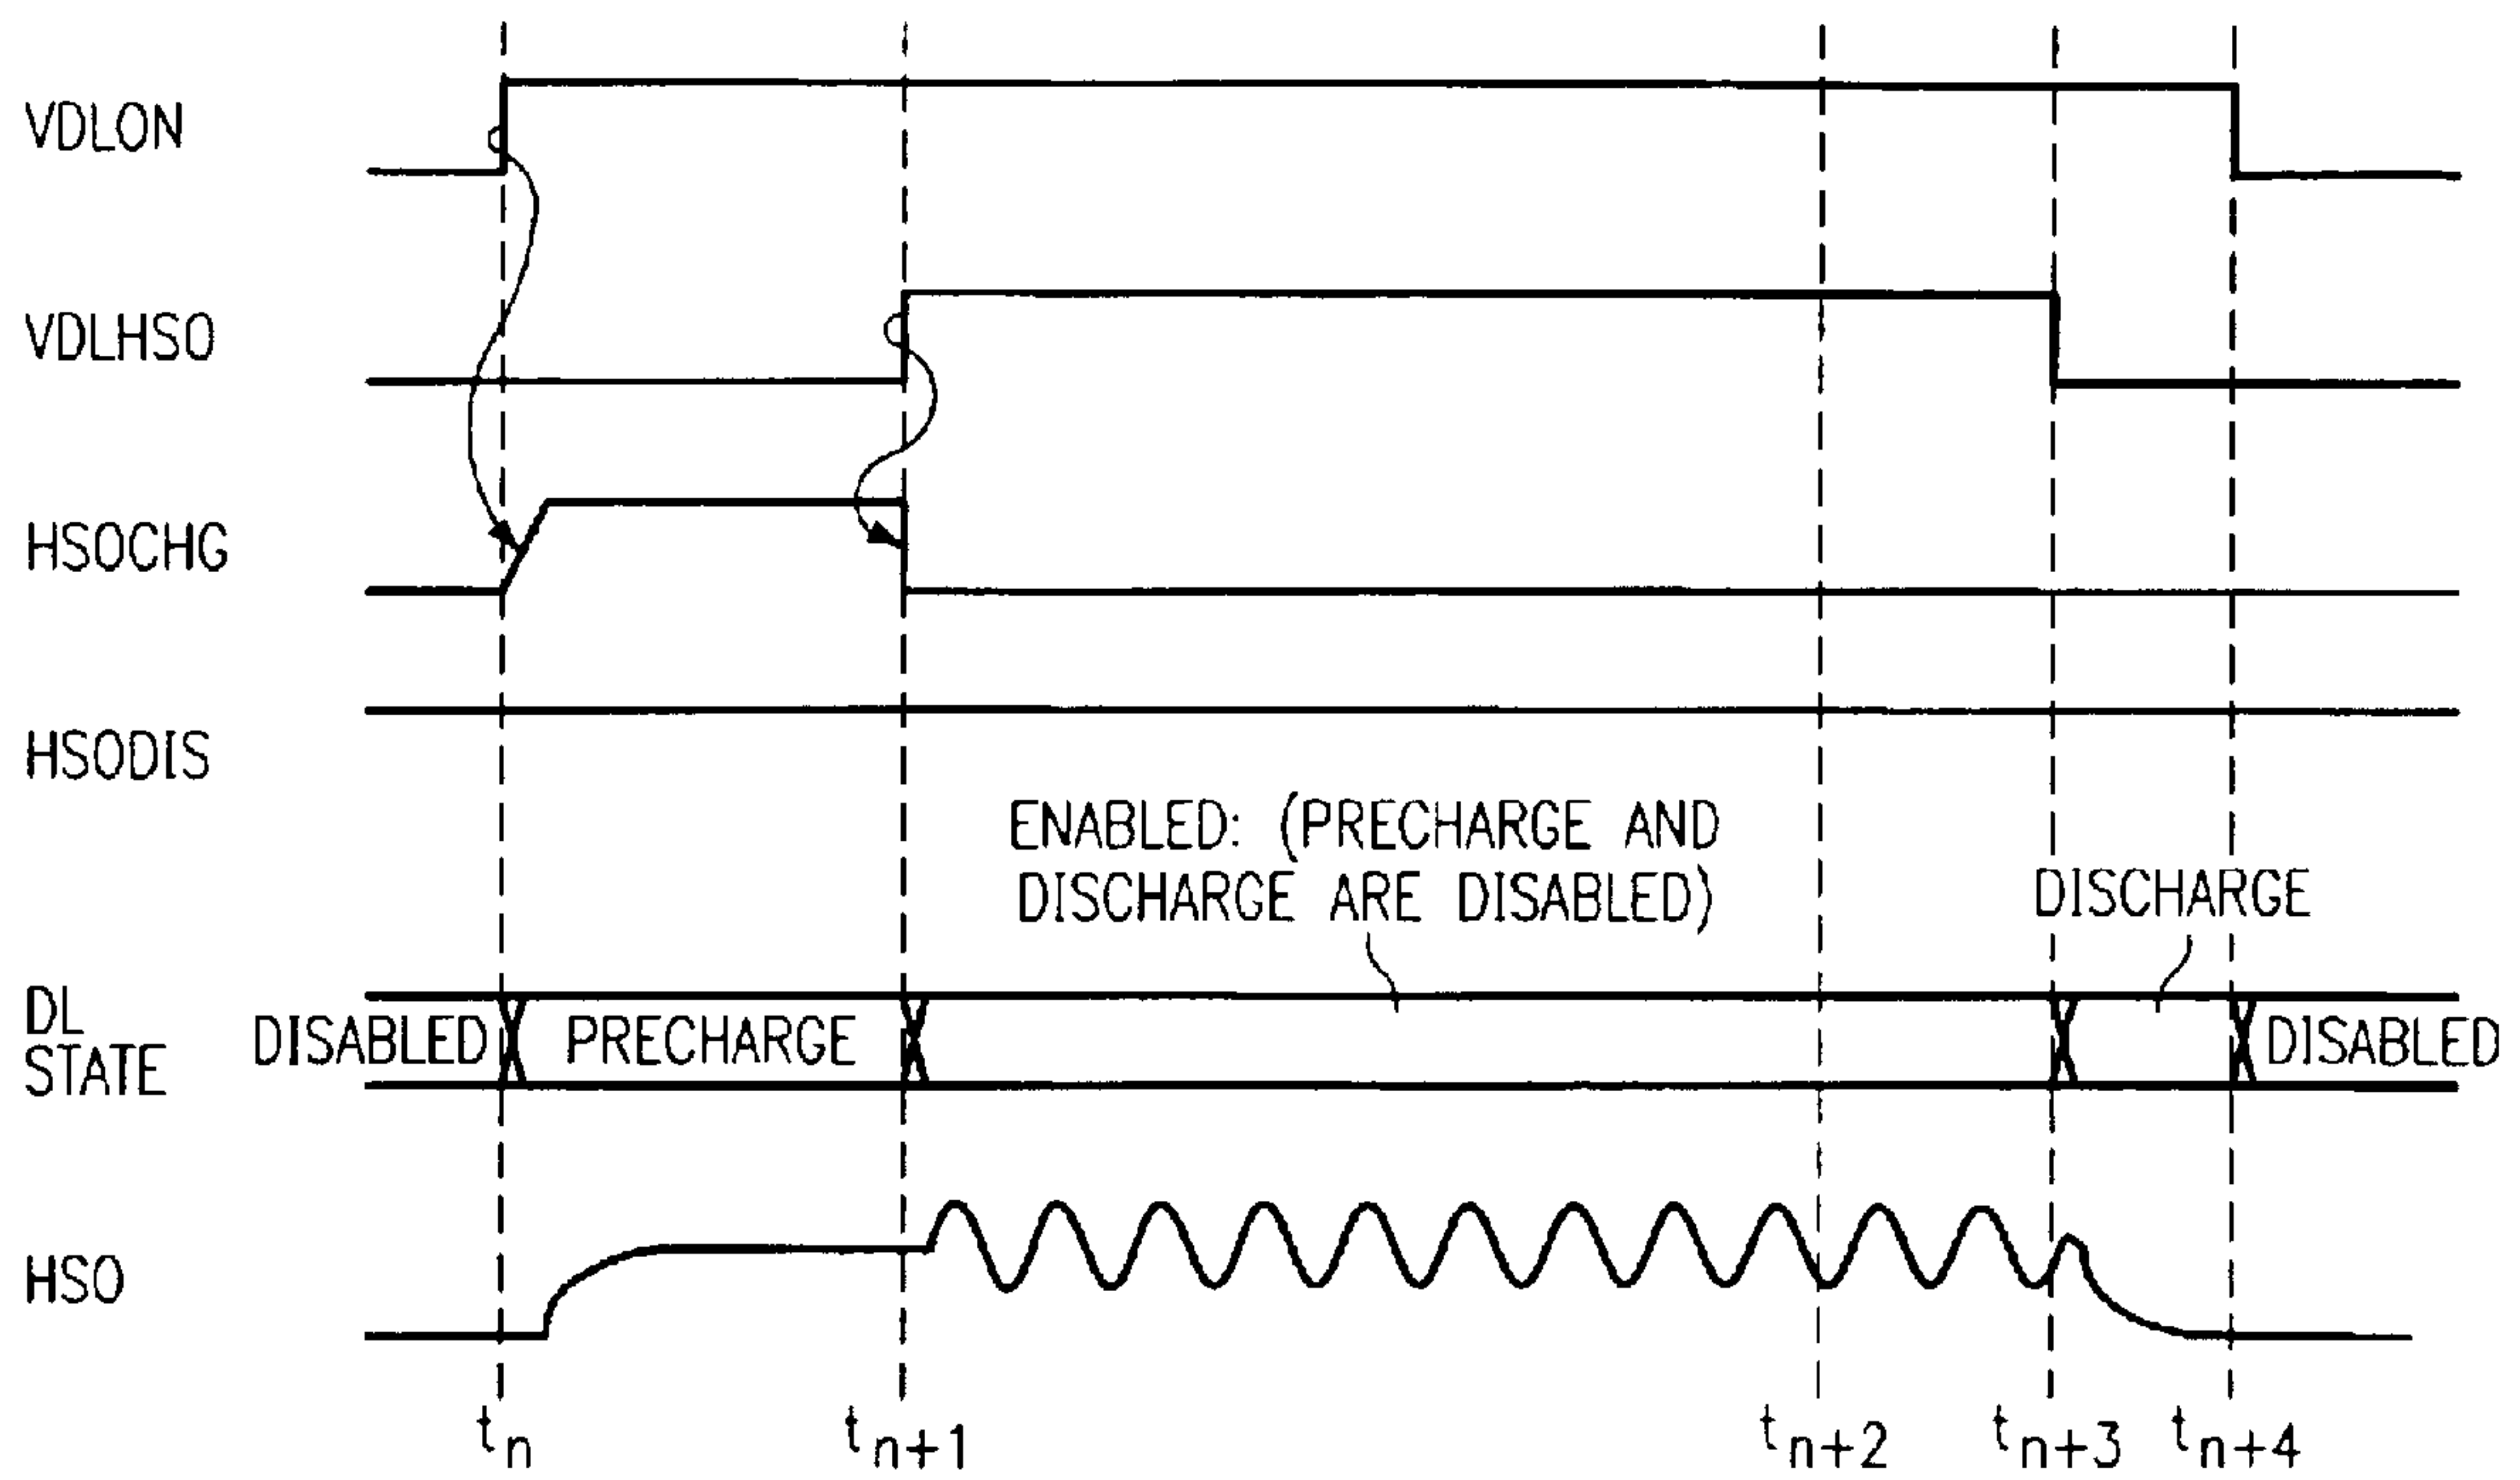 VDLON
VDLHSO
HSOCHG
HSODIS
ENABLED: (PRECHARGE AND
DISCHARGE ARE DISABLED)
DISCHARGE
DL
STATE
DISABLED
PRECHARGE
DISABLED
HSO
tn
tn+1
tn+2
tn+3
tn+4